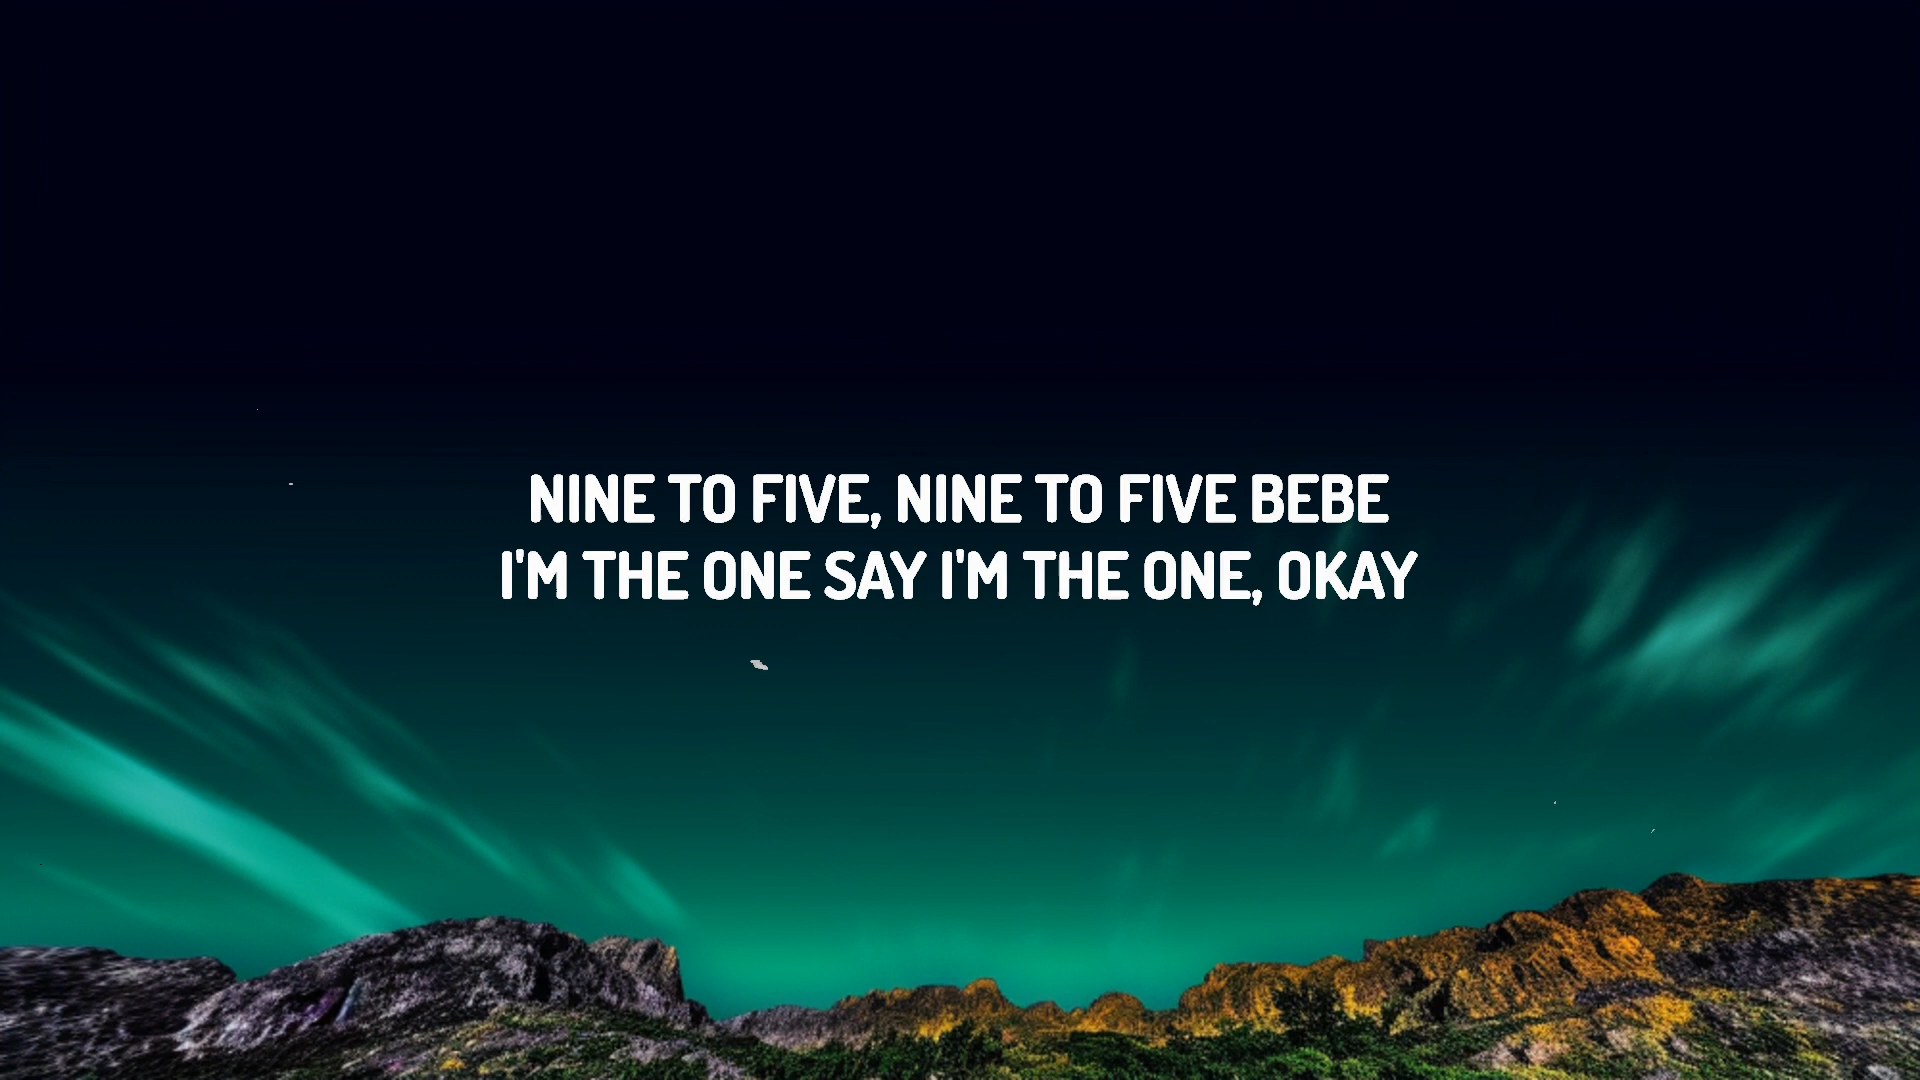 NINE TO FIVE, NINE TO FIVE BEBE
I'M THE ONE SAY I'M THE ONE, OKAY